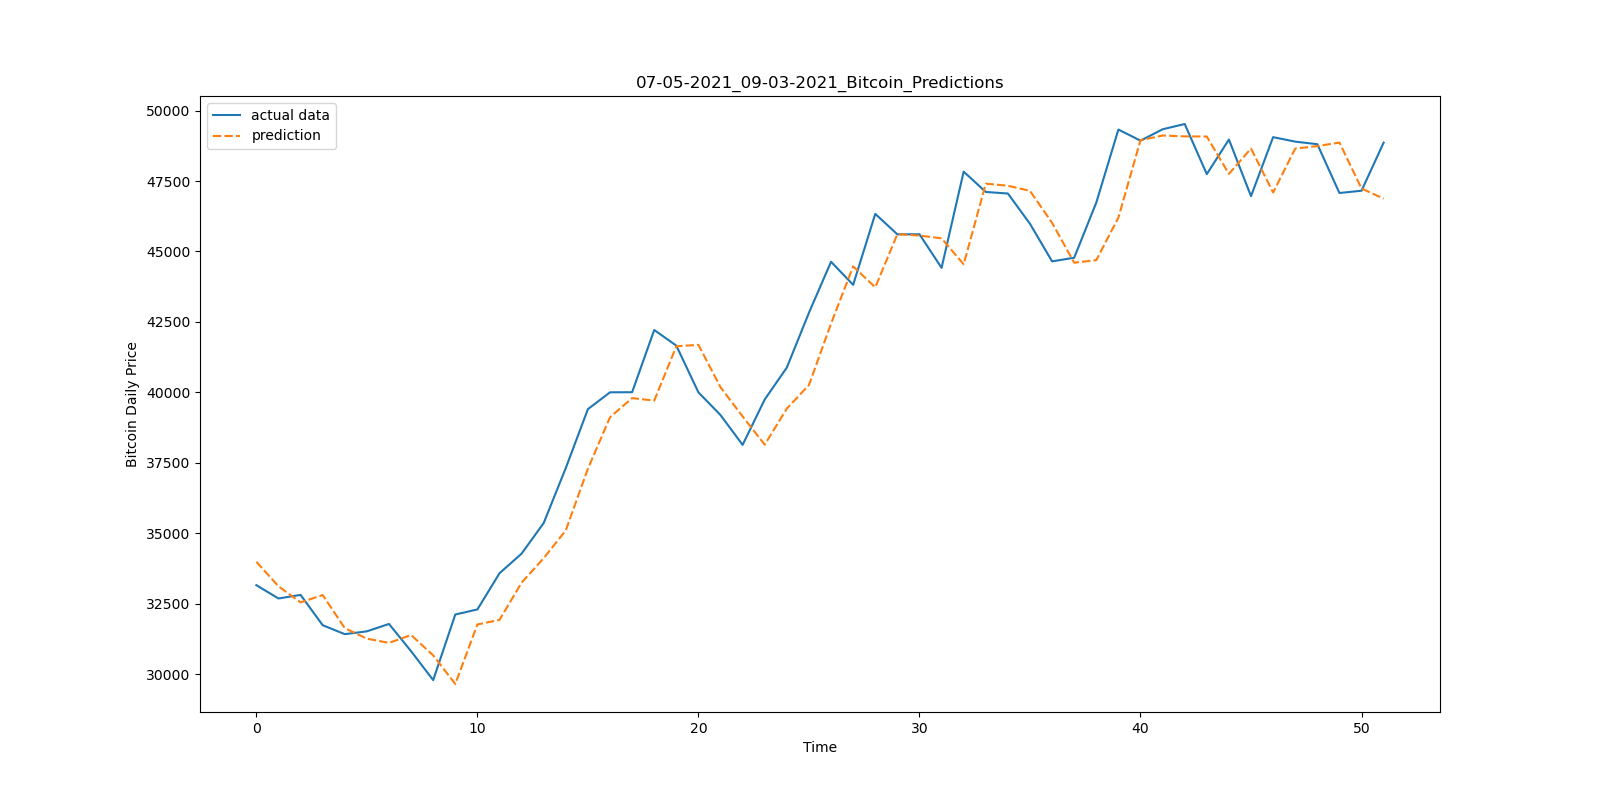 07-05-2021_09-03-2021_Bitcoin_Predictions
actual data
prediction
50000
47500
45000
42500
40000
37500
35000
32500
30000
Bitcoin Daily Price
0 10 20 30 40 50
Time